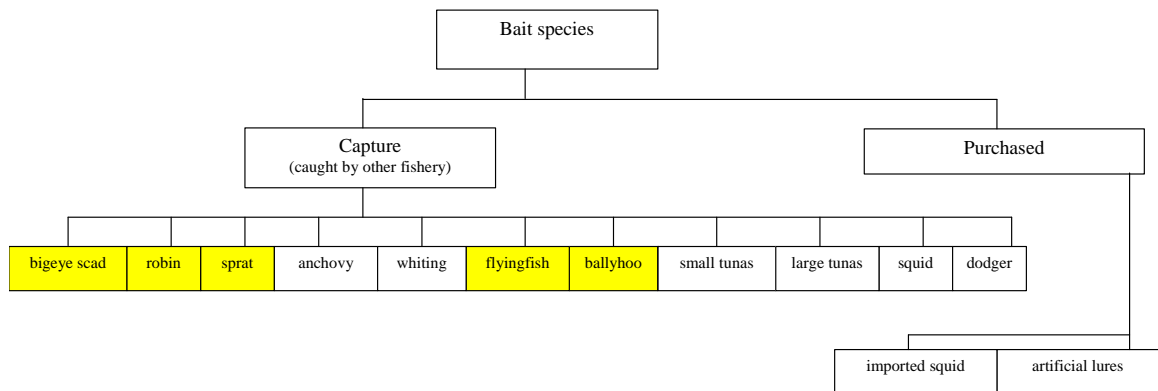 Bait species
Capture
(caught by other fishery)
Purchased
bigeye scad
robin
sprat
anchovy
whiting
flyingfish
ballyhoo
small tunas
large tunas
squid
dodger
imported squid
artificial lures